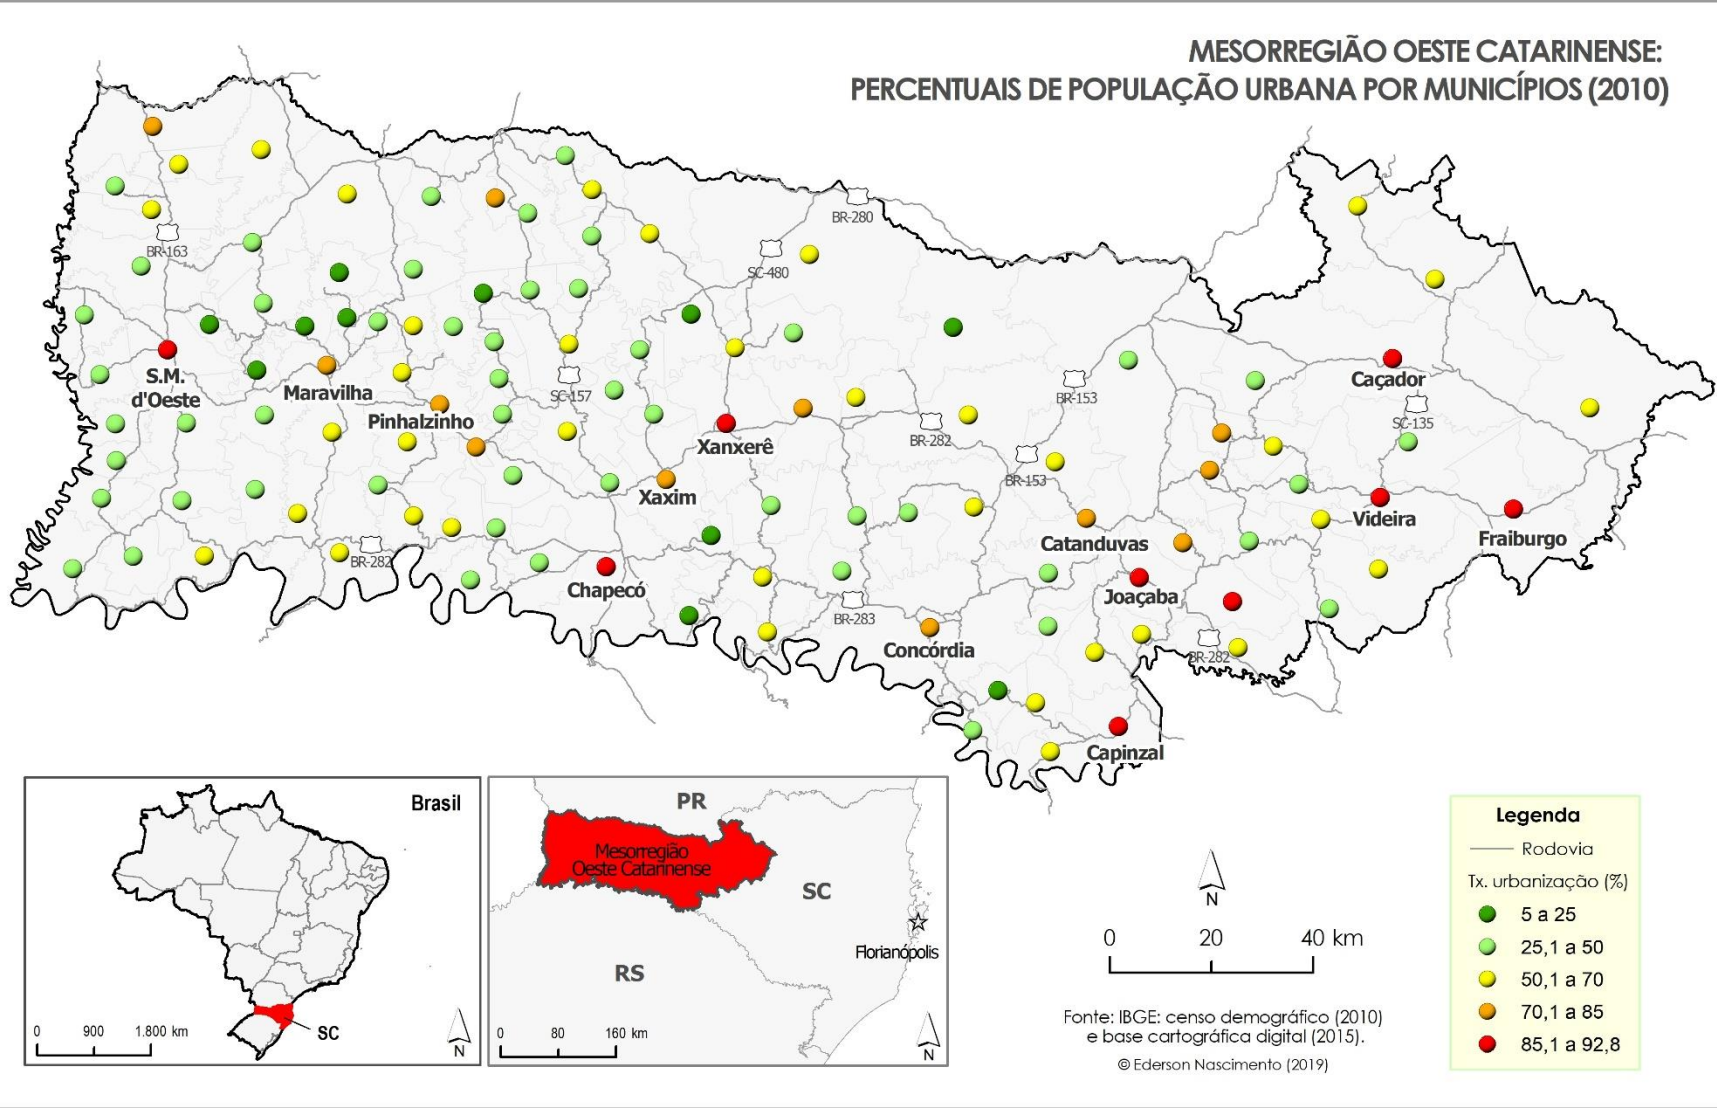 MESORREGIÃO OESTE CATARINENSE:
PERCENTUAIS DE POPULAÇÃO URBANA POR MUNICÍPIOS (2010)
BR-280
BR-163
SC-480
S.M.
d'Oeste
Maravilha
Pinhalzinho
SC-157
Xanxerê
BR-282
BR-153
Caçador
SC-135
Xaxim
BR-153
Catanduvas
Videira
Fraiburgo
BR-282
Chapecó
BR-283
Joaçaba
Concórdia
BR-282
Capinzal
Brasil
SC
0 900 1.800 km
N
PR
Mesorregião
Oeste Catarinense
SC
Florianópolis
RS
0 80 160 km
N
N
0 20 40 km
Fonte: IBGE: censo demográfico (2010)
e base cartográfica digital (2015).
© Ederson Nascimento (2019)
Legenda
Rodovia
Tx. urbanização (%)
5 a 25
25,1 a 50
50,1 a 70
70,1 a 85
85,1 a 92,8